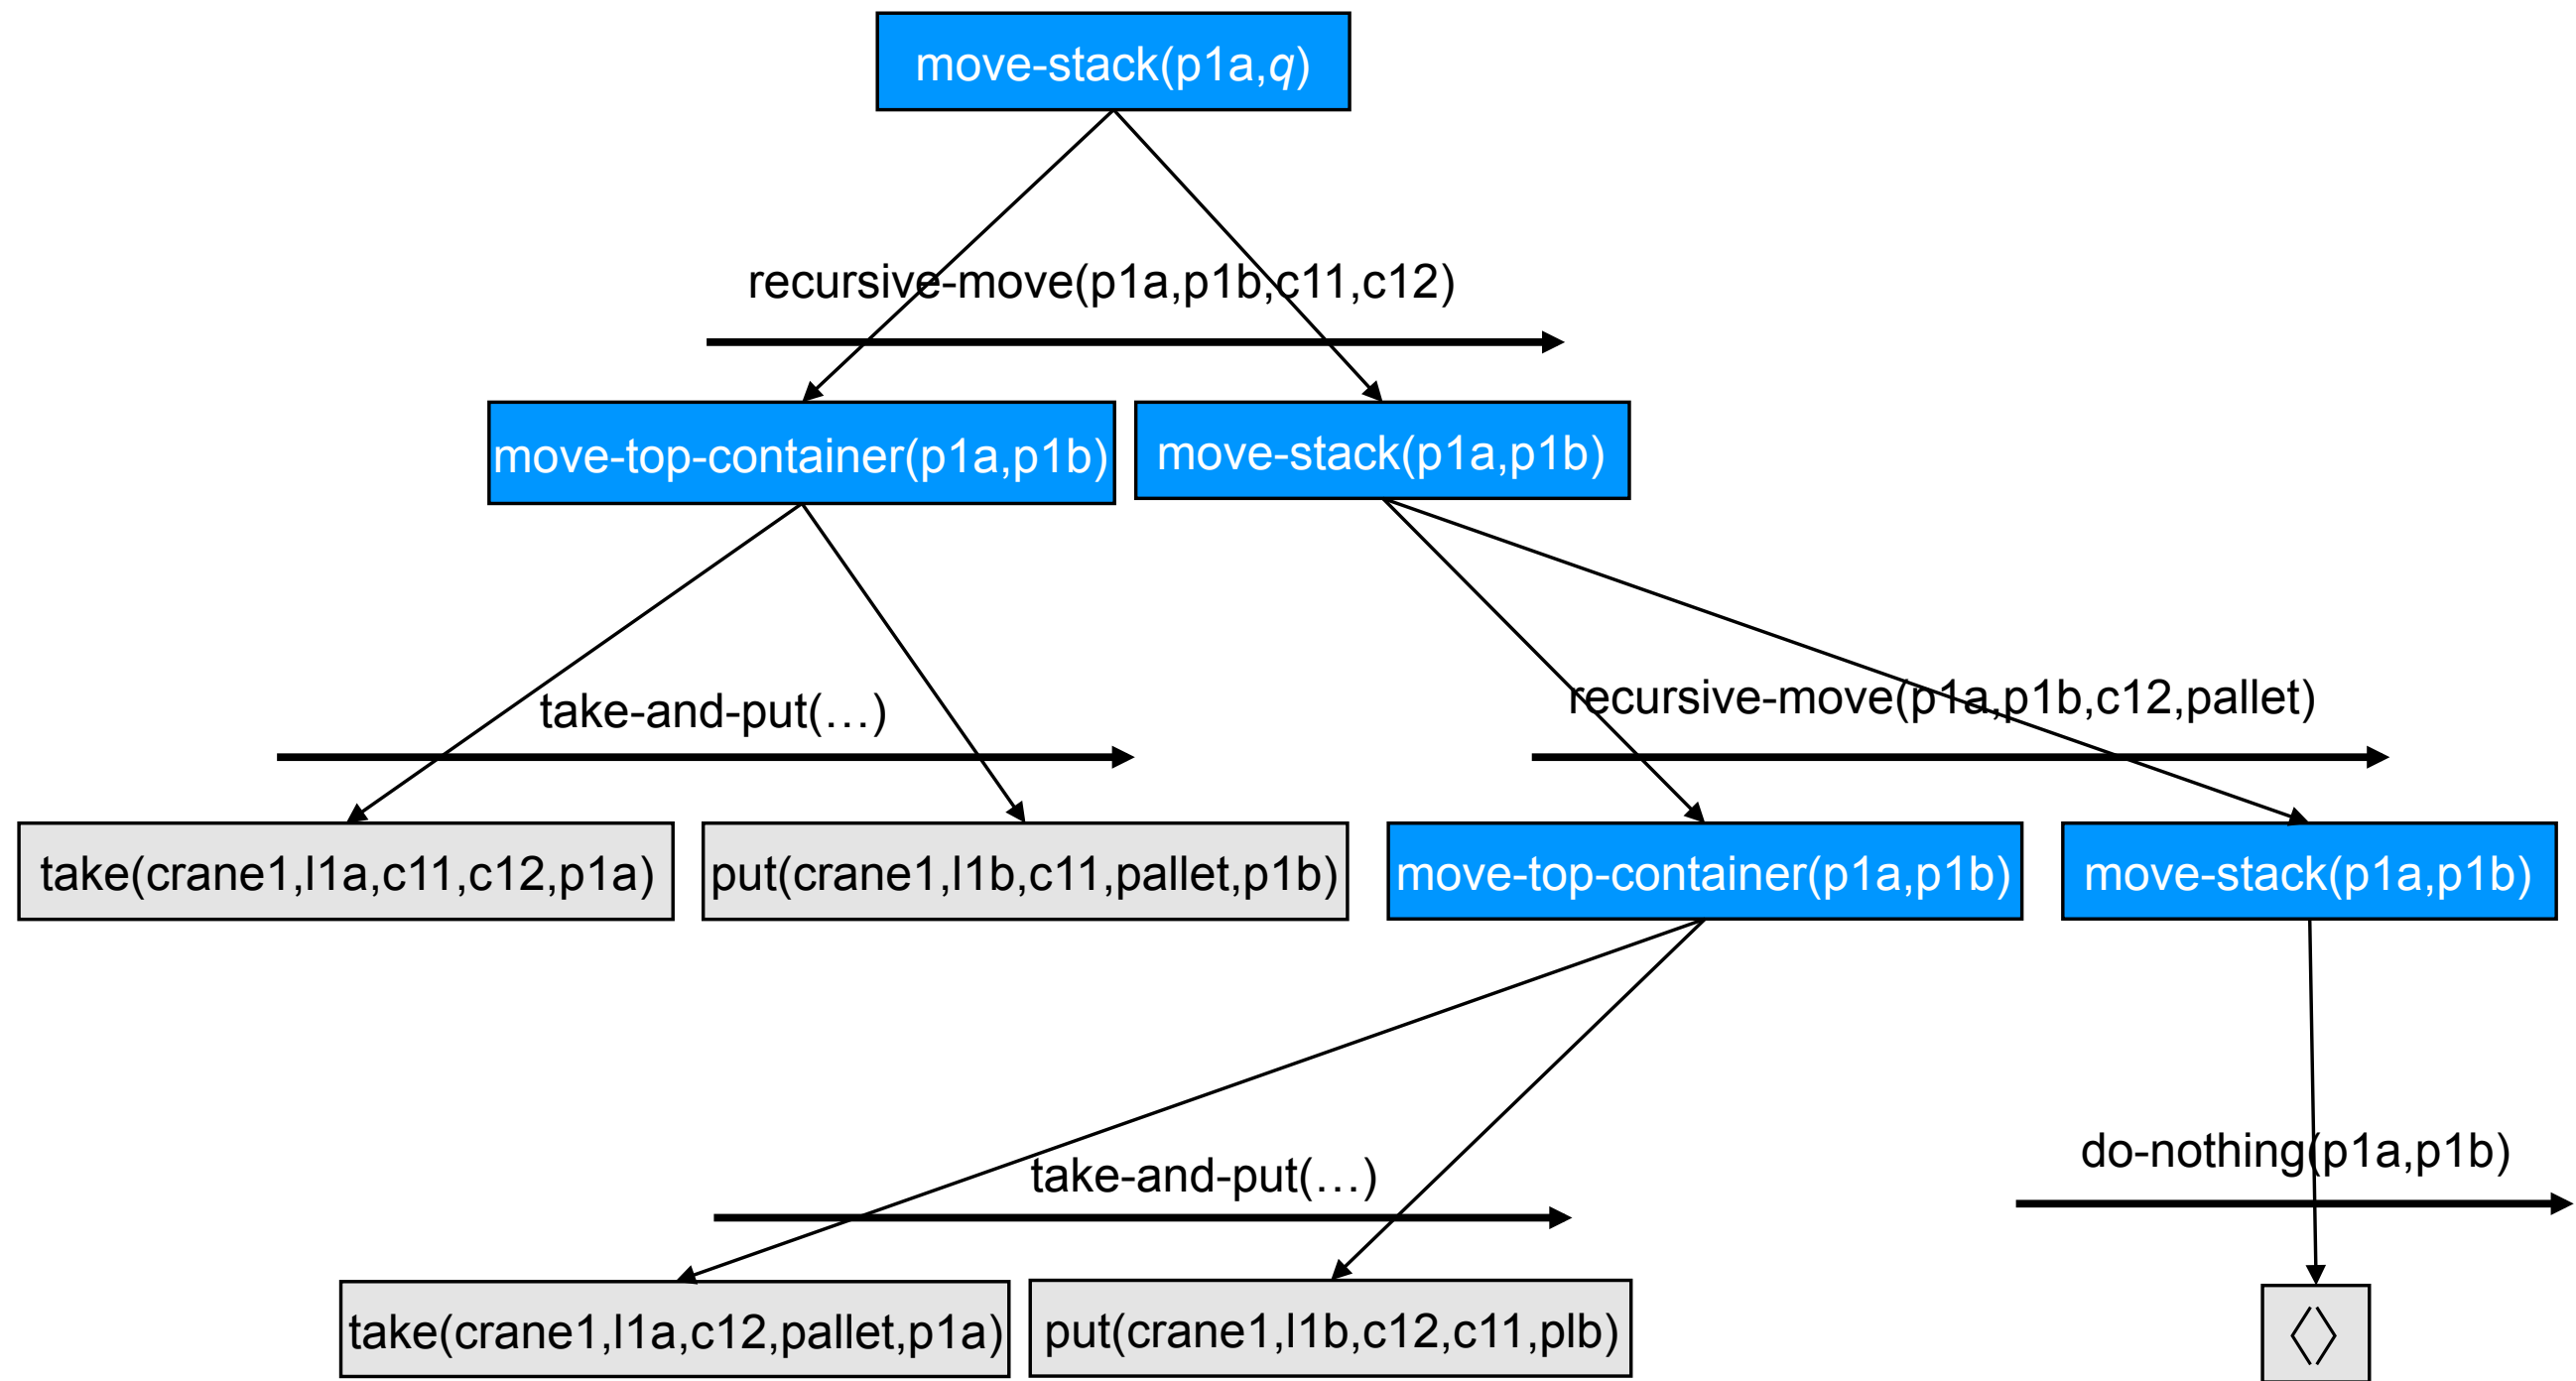 move-stack(p1a,q)
recursive-move(p1a,p1b,c11,c12)
move-top-container(p1a,p1b)
move-stack(p1a,p1b)
take-and-put(…)
recursive-move(p1a,p1b,c12,pallet)
take(crane1,l1a,c11,c12,p1a)
put(crane1,l1b,c11,pallet,p1b)
move-top-container(p1a,p1b)
move-stack(p1a,p1b)
take-and-put(…)
do-nothing(p1a,p1b)
take(crane1,l1a,c12,pallet,p1a)
put(crane1,l1b,c12,c11,plb)
〈〉